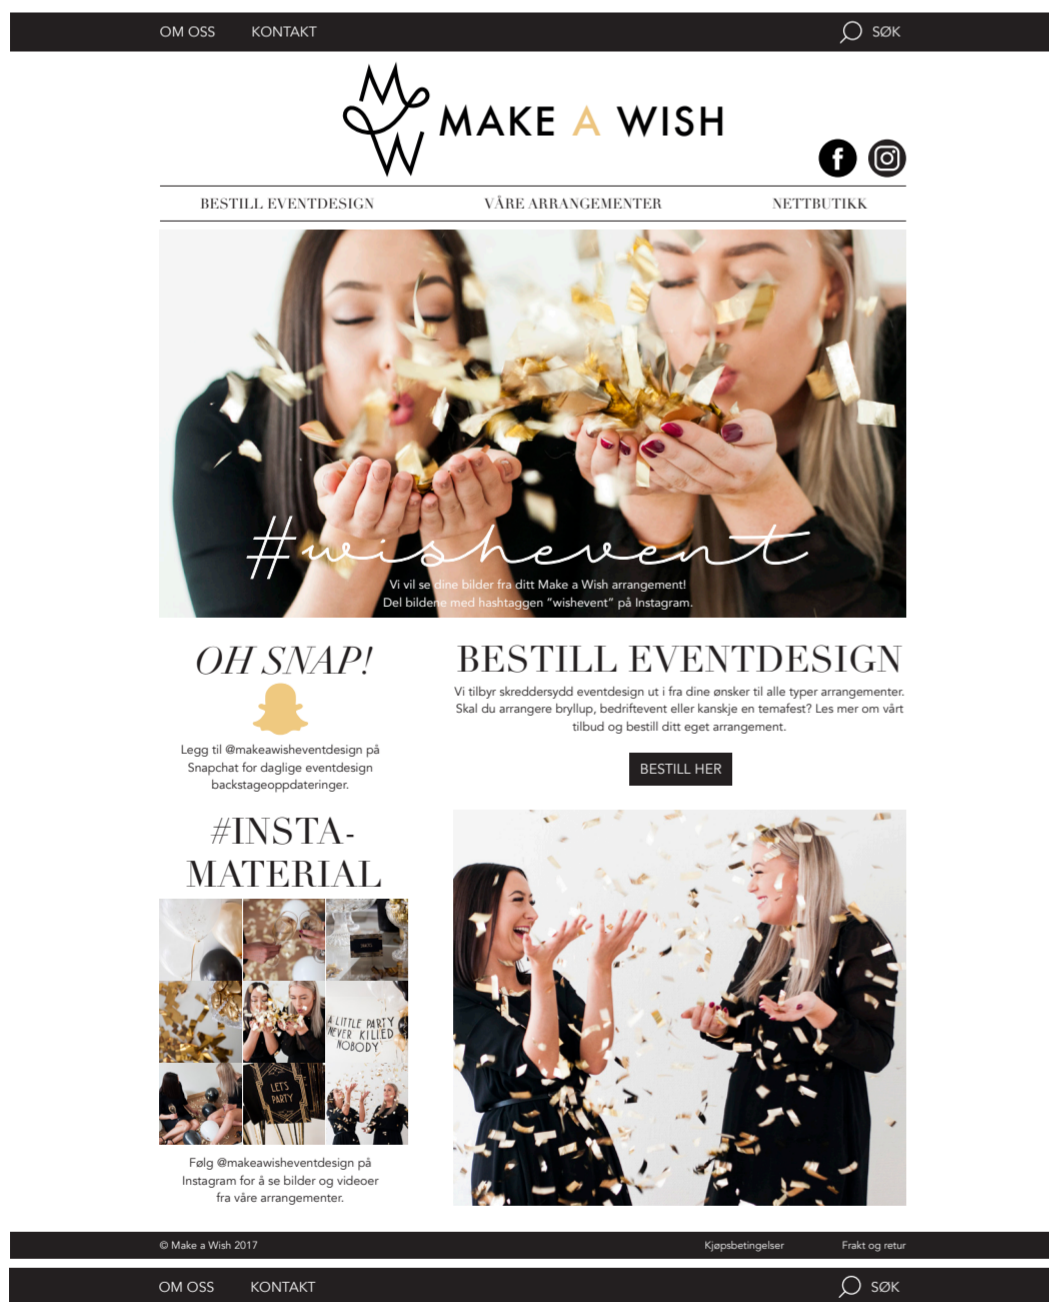 OM OSS KONTAKT SØK
MAKE A WISH
BESTILL EVENTDESIGN VÅRE ARRANGEMENTER NETTBUTIKK
#wishevent
Vi vil se dine bilder fra ditt Make a Wish arrangement!
Del bildene med hashtaggen "wishevent" på Instagram.
OH SNAP!
Legg til @makeawisheventdesign på
Snapchat for daglige eventdesign
backstageoppdateringer.
BESTILL EVENTDESIGN
Vi tilbyr skreddersydd eventdesign ut i fra dine ønsker til alle typer arrangementer.
Skal du arrangere bryllup, bedriftevent eller kanskje en temafest? Les mer om vårt
tilbud og bestill ditt eget arrangement.
BESTILL HER
#INSTA-
MATERIAL
A LITTLE PARTY
NEVER KILLED
NOBODY
LET'S
PARTY
Følg @makeawisheventdesign på
Instagram for å se bilder og videoer
fra våre arrangementer.
© Make a Wish 2017 Kjøpsbetingelser Frakt og retur
OM OSS KONTAKT SØK